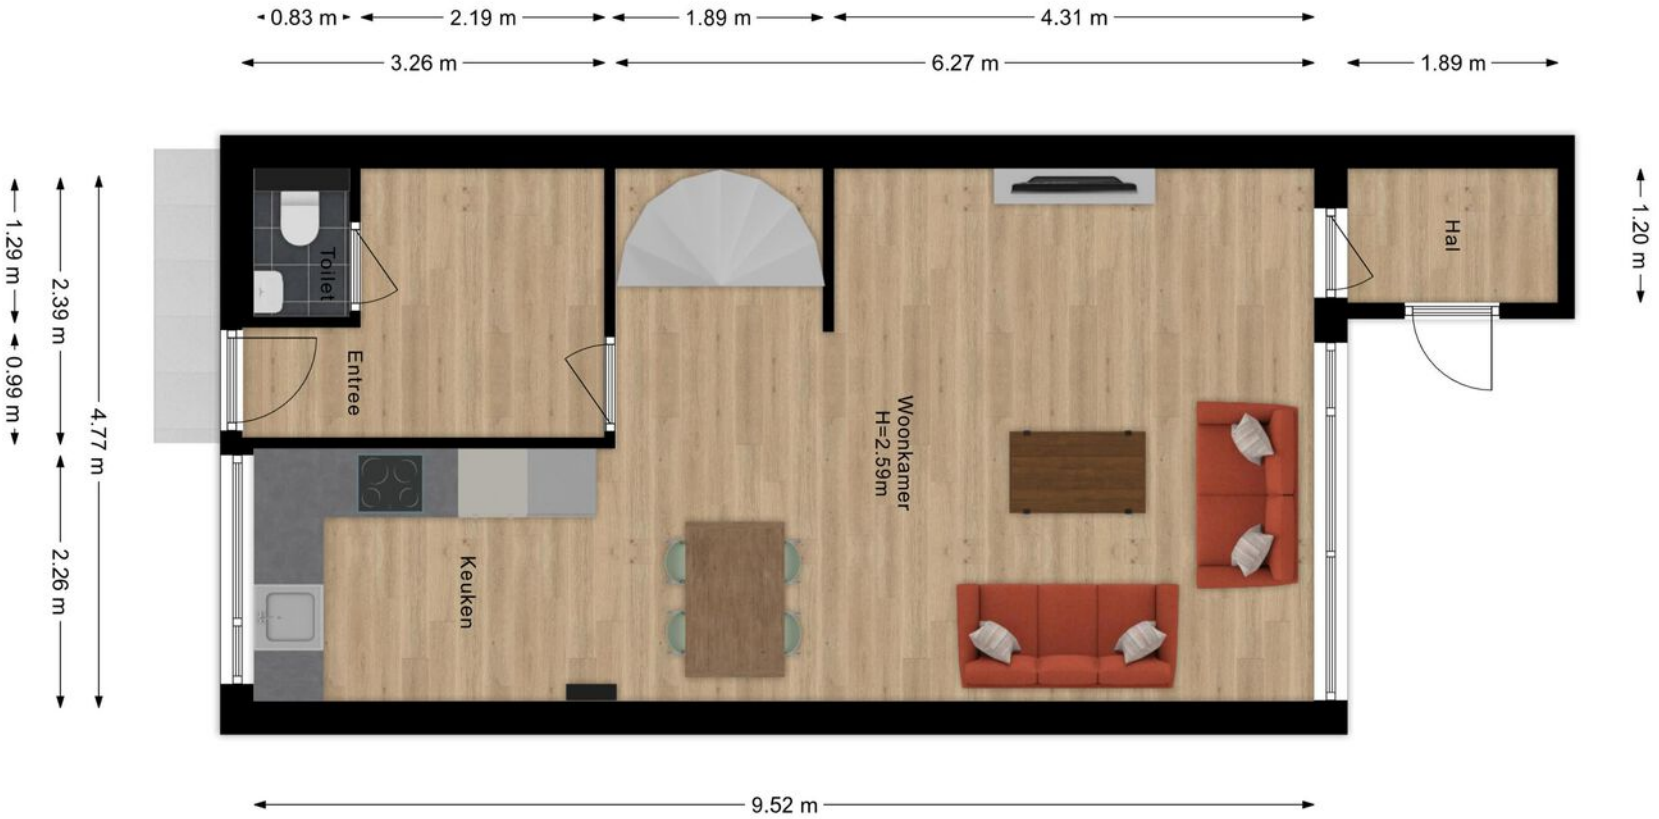 0.83 m
2.19 m
1.89 m
4.31 m
3.26 m
6.27 m
1.89 m
1.29 m
0.99 m
2.39 m
2.26 m
4.77 m
1.20 m
Toilet
Entree
Keuken
Woonkamer
H=2.59m
Hal
9.52 m